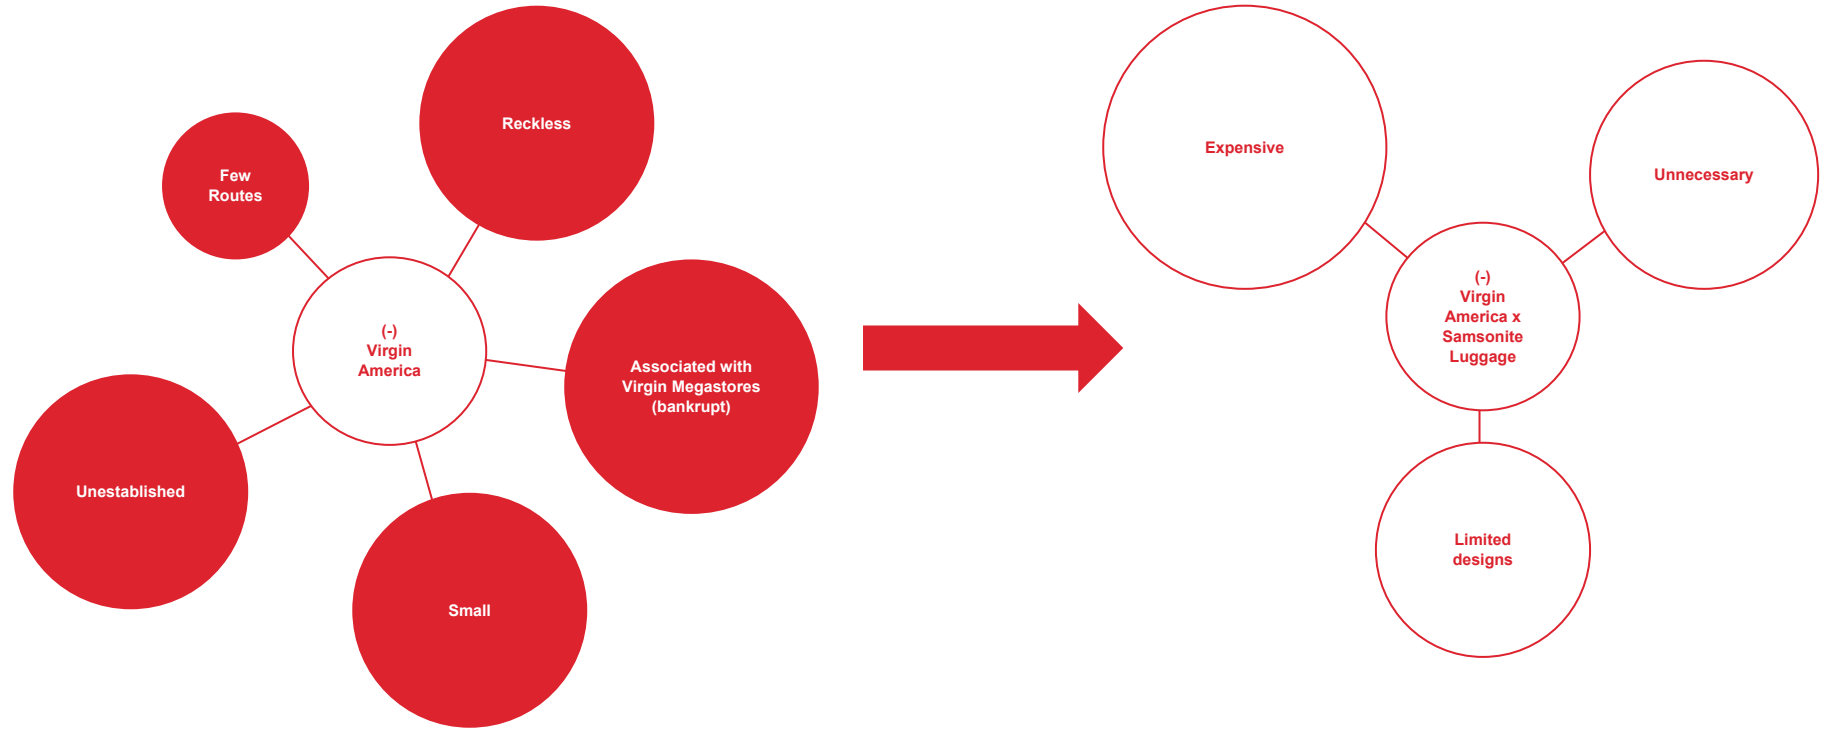 Reckless
Few
Routes
(-)
Virgin
America
Associated with
Virgin Megastores
(bankrupt)
Unestablished
Small
Expensive
Unnecessary
(-)
Virgin
America x
Samsonite
Luggage
Limited
designs